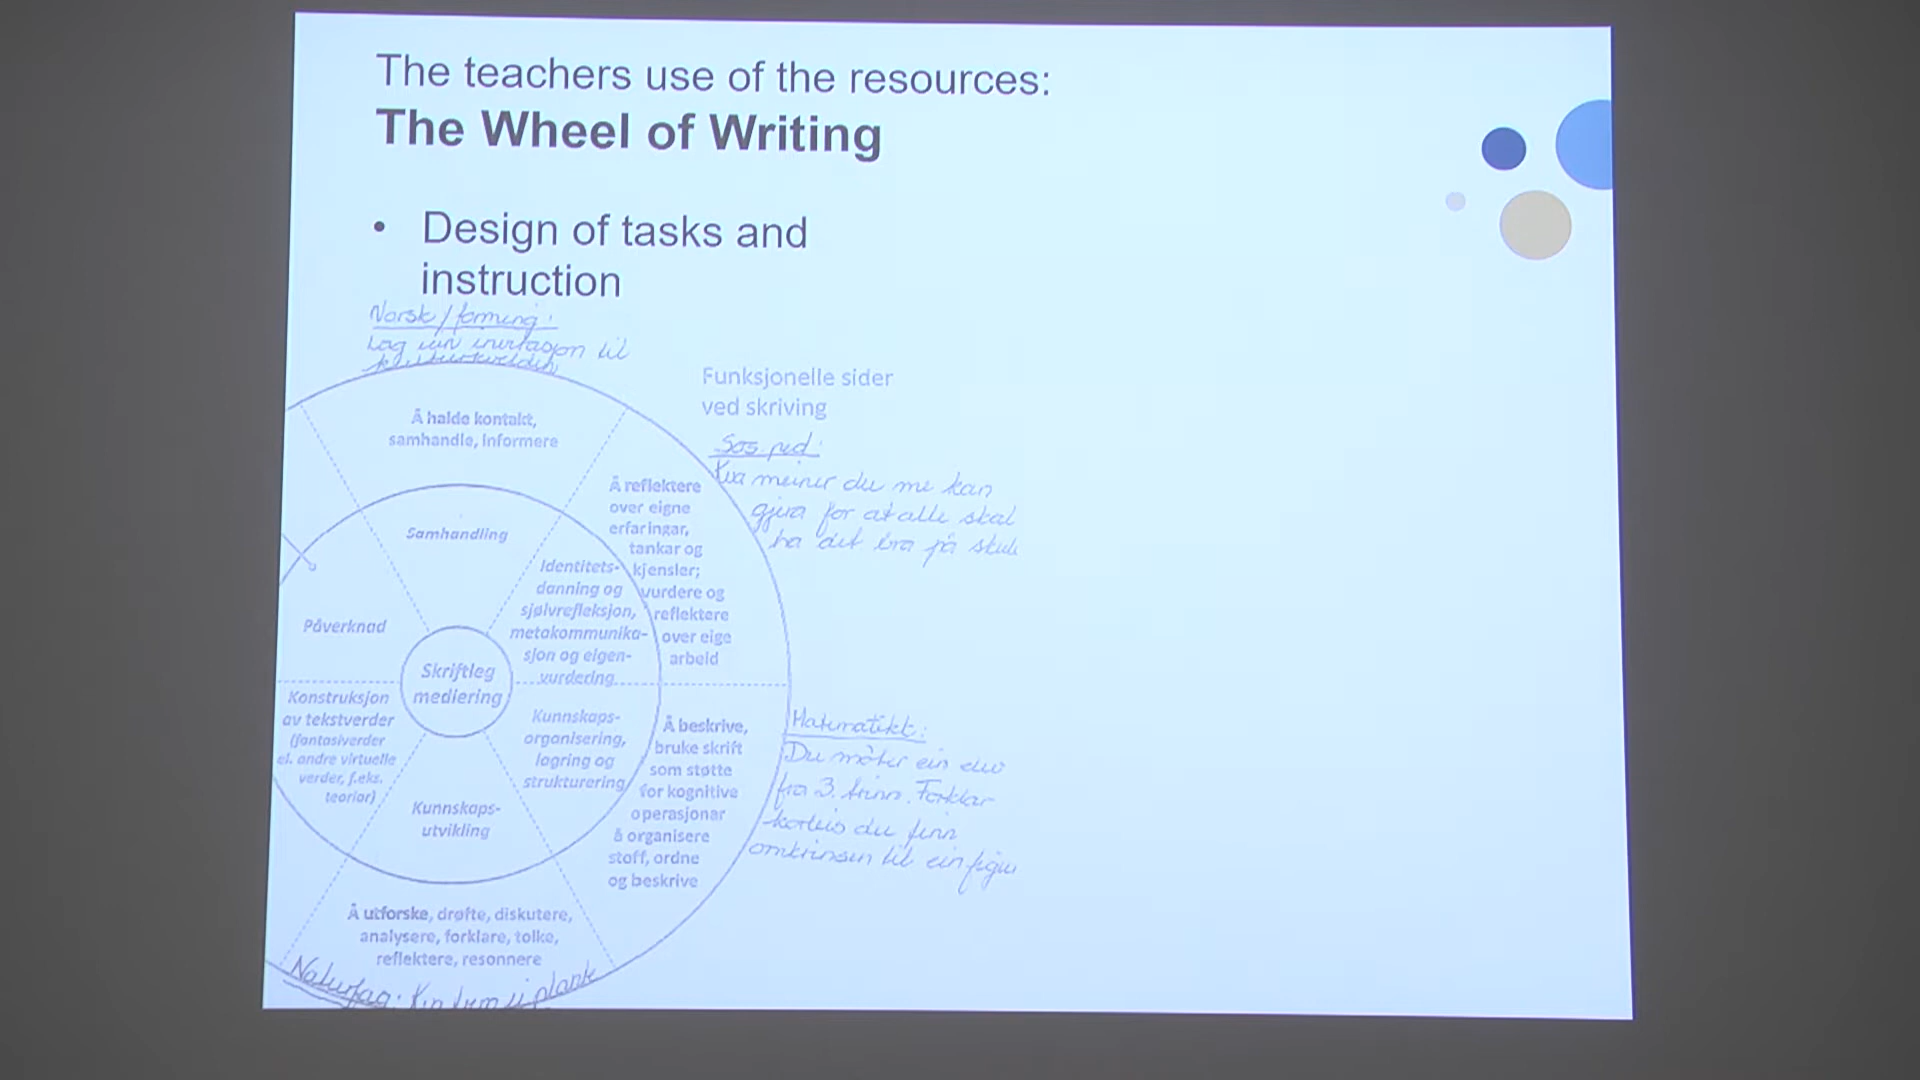 The teachers use of the resources:
The Wheel of Writing
• Design of tasks and
instruction
Norsk/forming:
Lag ein invitasjon til
kulturkvelden
Funksjonelle sider
ved skriving
Sos.ped:
Kva meiner du me kan
gjera for at alle skal
ha det bra på skul
Å halde kontakt,
samhandle, informere
Å reflektere
over eigne
erfaringar,
tankar og
kjensler;
vurdere og
reflektere
over eige
arbeid
Samhandling
Identitets-
danning og
sjølvrefleksjon,
metakommunika-
sjon og eigen-
vurdering
Påverknad
Skriftleg
mediering
Konstruksjon
av tekstverder
(fantasiverder
el. andre virtuelle
verder, f.eks.
teoriar)
Kunnskaps-
organisering,
lagring og
strukturering
Kunnskaps-
utvikling
Å beskrive,
bruke skrift
som støtte
for kognitive
operasjonar
å organisere
stoff, ordne
og beskrive
Matematikk:
Du møter ein elev
fra 3. trinn. Forklar
korleis du finn
omkrinsen til ein figur
Å utforske, drøfte, diskutere,
analysere, forklare, tolke,
reflektere, resonnere
Naturfag: